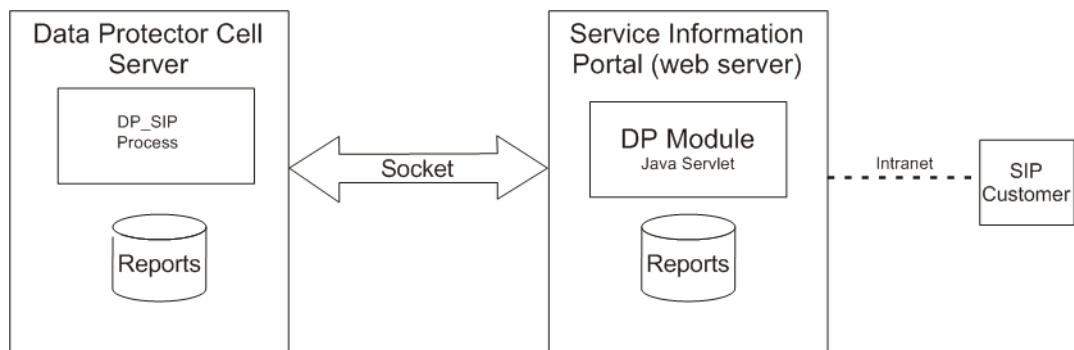 Data Protector Cell
Server
DP_SIP
Process
Reports
Socket
Service Information
Portal (web server)
DP Module
Java Servlet
Reports
Intranet
SIP
Customer